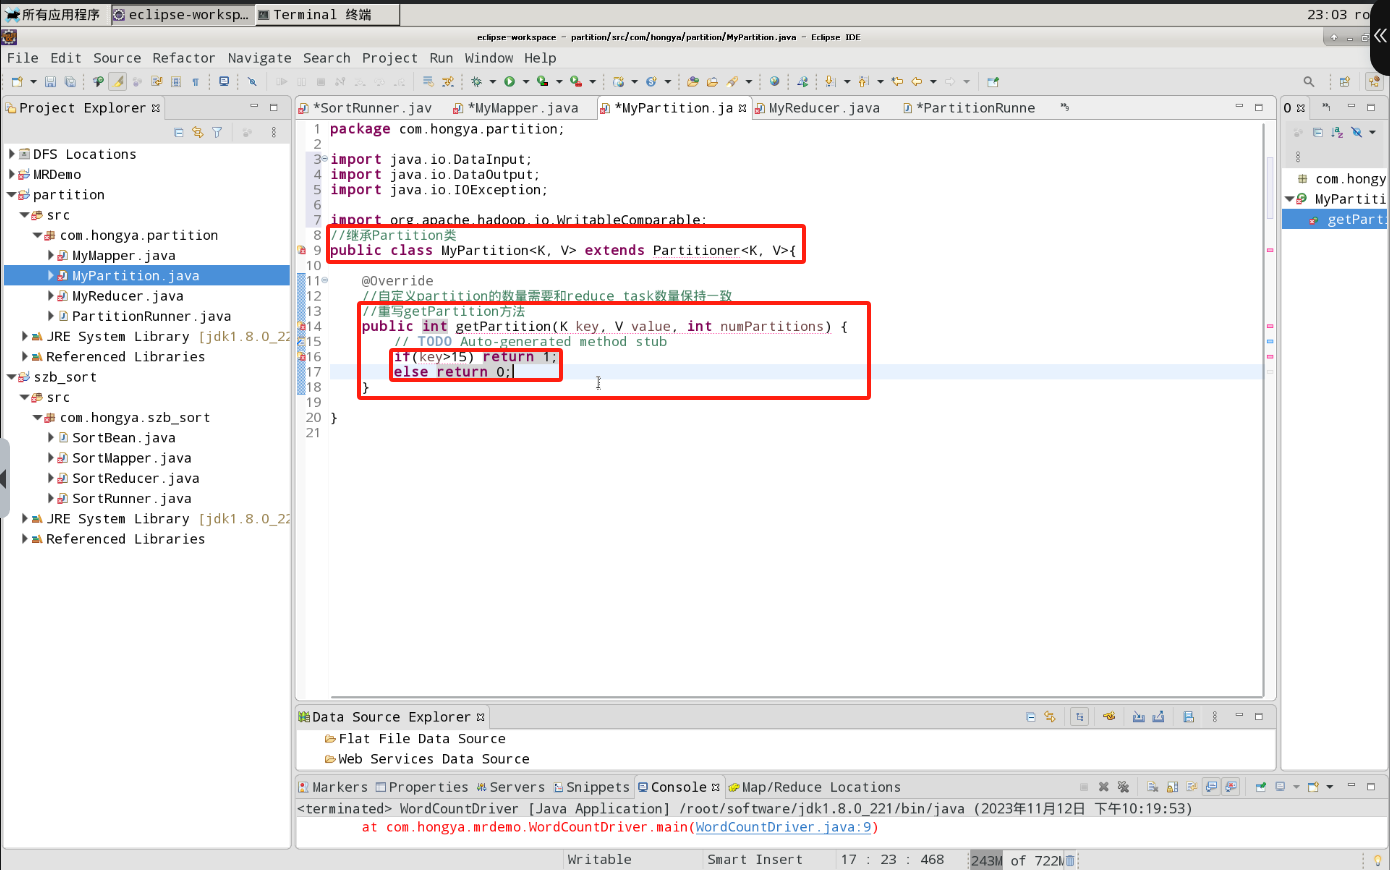 所有应用程序 eclipse-worksp... Terminal 终端 23:03 ro
eclipse-workspace - partition/src/com/hongya/partition/MyPartition.java - Eclipse IDE
File Edit Source Refactor Navigate Search Project Run Window Help
Project Explorer
*SortRunner.jav *MyMapper.java *MyPartition.ja MyReducer.java *PartitionRunne
DFS Locations
MRDemo
partition
src
com.hongya.partition
MyMapper.java
MyPartition.java
MyReducer.java
PartitionRunner.java
JRE System Library [jdk1.8.0_22
Referenced Libraries
szb_sort
src
com.hongya.szb_sort
SortBean.java
SortMapper.java
SortReducer.java
SortRunner.java
JRE System Library [jdk1.8.0_22
Referenced Libraries
1 package com.hongya.partition;
2
3 import java.io.DataInput;
4 import java.io.DataOutput;
5 import java.io.IOException;
6
7 import org.apache.hadoop.io.WritableComparable;
8 //继承Partition类
9 public class MyPartition<K, V> extends Partitioner<K, V>{
10
11 @Override
12 //自定义partition的数量需要和reduce task数量保持一致
13 //重写getPartition方法
14 public int getPartition(K key, V value, int numPartitions) {
15 // TODO Auto-generated method stub
16 if(key>15) return 1;
17 else return 0;
18 }
19
20 }
21
O
com.hongy
MyPartiti
getPart:
Data Source Explorer
Flat File Data Source
Web Services Data Source
Markers Properties Servers Snippets Console Map/Reduce Locations
<terminated> WordCountDriver [Java Application] /root/software/jdk1.8.0_221/bin/java (2023年11月12日 下午10:19:53)
at com.hongya.mrdemo.WordCountDriver.main(WordCountDriver.java:9)
Writable Smart Insert 17 : 23 : 468 243M of 722M